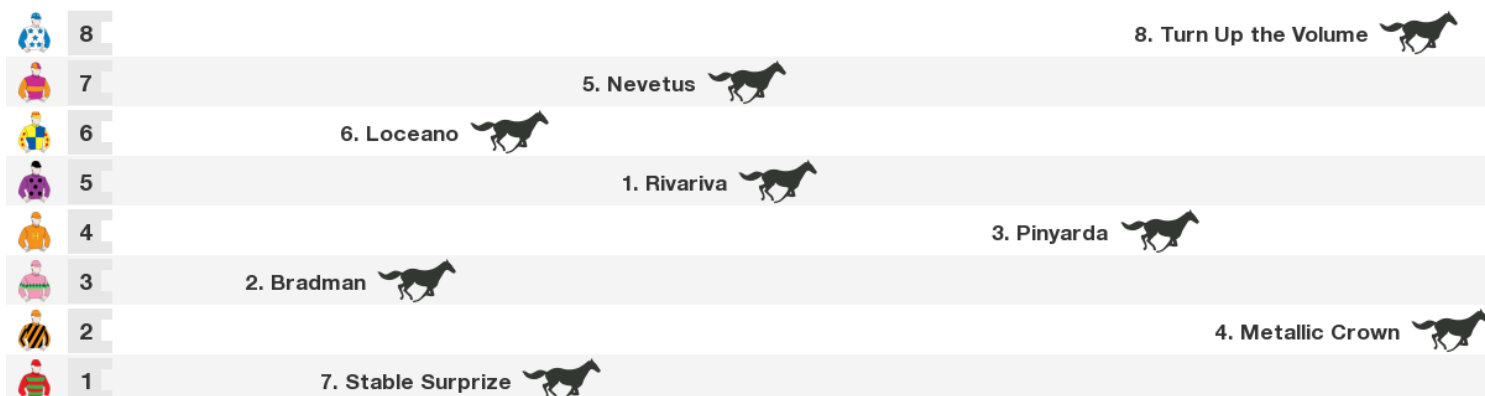 8 8. Turn Up the Volume
7 5. Nevetus
6 6. Loceano
5 1. Rivariva
4 3. Pinyarda
3 2. Bradman
2 4. Metallic Crown
1 7. Stable Surprize